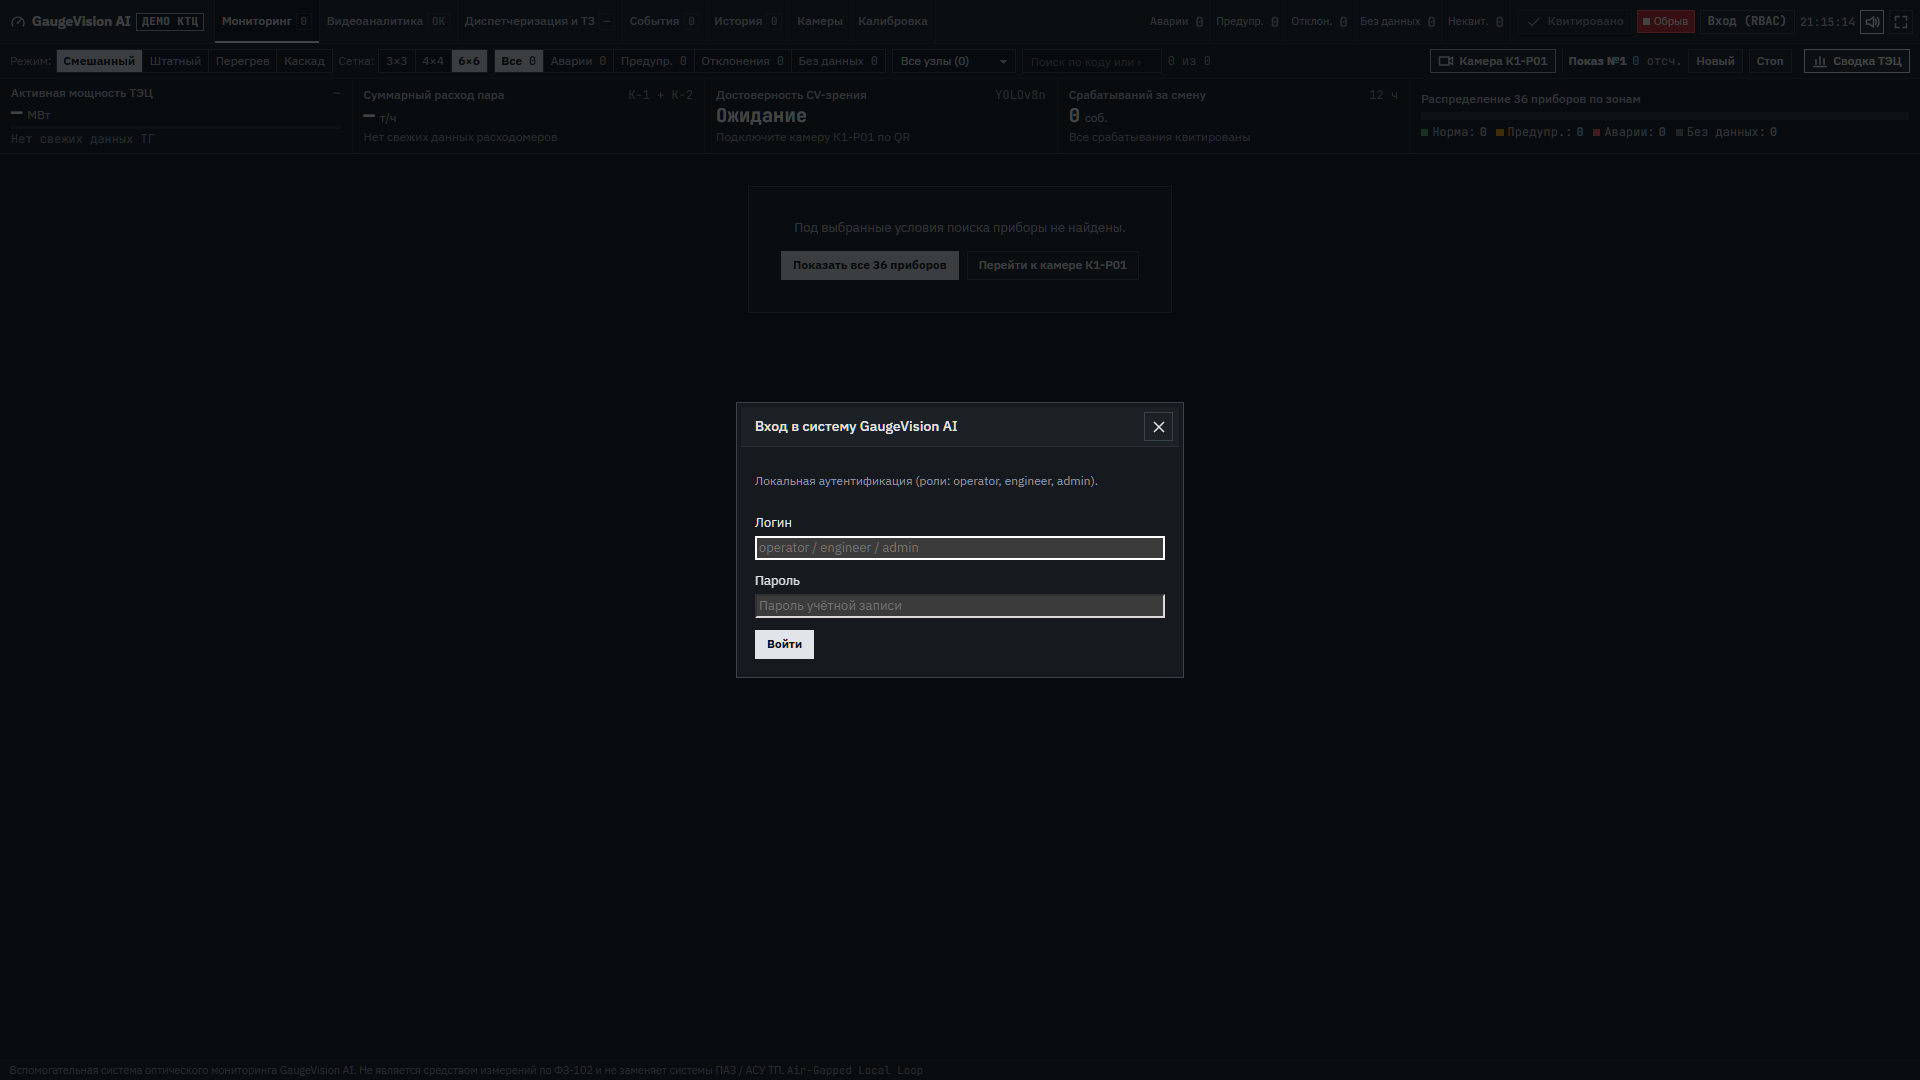 GaugeVision AI ДЕМО КТЦ Мониторинг 0 Видеоаналитика ОК Диспетчеризация и ТЗ — События 0 История 0 Камеры Калибровка Аварии 0 Предупр. 0 Отклон. 0 Без данных 0 Неквит. 0 Квитировано Обрыв Вход (RBAC) 21:15:14
Режим: Смешанный Штатный Перегрев Каскад Сетка: 3×3 4×4 6×6 Все 0 Аварии 0 Предупр. 0 Отклонения 0 Без данных 0 Все узлы (0) Поиск по коду или 0 из 0 Камера К1-Р01 Показ №1 0 отсч. Новый Стоп Сводка ТЭЦ
Активная мощность ТЭЦ —
— МВт
Нет свежих данных ТГ
Суммарный расход пара К-1 + К-2
— т/ч
Нет свежих данных расходомеров
Достоверность CV-зрения YOLOv8n
Ожидание
Подключите камеру К1-Р01 по QR
Срабатываний за смену 12 ч
0 соб.
Все срабатывания квитированы
Распределение 36 приборов по зонам
Норма: 0 Предупр.: 0 Аварии: 0 Без данных: 0
Под выбранные условия поиска приборы не найдены.
Показать все 36 приборов Перейти к камере К1-Р01
Вход в систему GaugeVision AI
Локальная аутентификация (роли: operator, engineer, admin).
Логин
operator / engineer / admin
Пароль
Пароль учётной записи
Войти
Вспомогательная система оптического мониторинга GaugeVision AI. Не является средством измерений по ФЗ-102 и не заменяет системы ПАЗ / АСУ ТП. Air-Gapped Local Loop